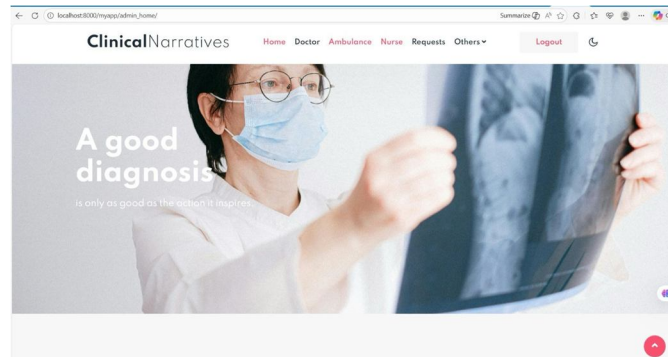 localhost:8000/myapp/admin_home/
Summarize
ClinicalNarratives
Home Doctor Ambulance Nurse Requests Others
Logout
A good
diagnosis
is only as good as the action it inspires.